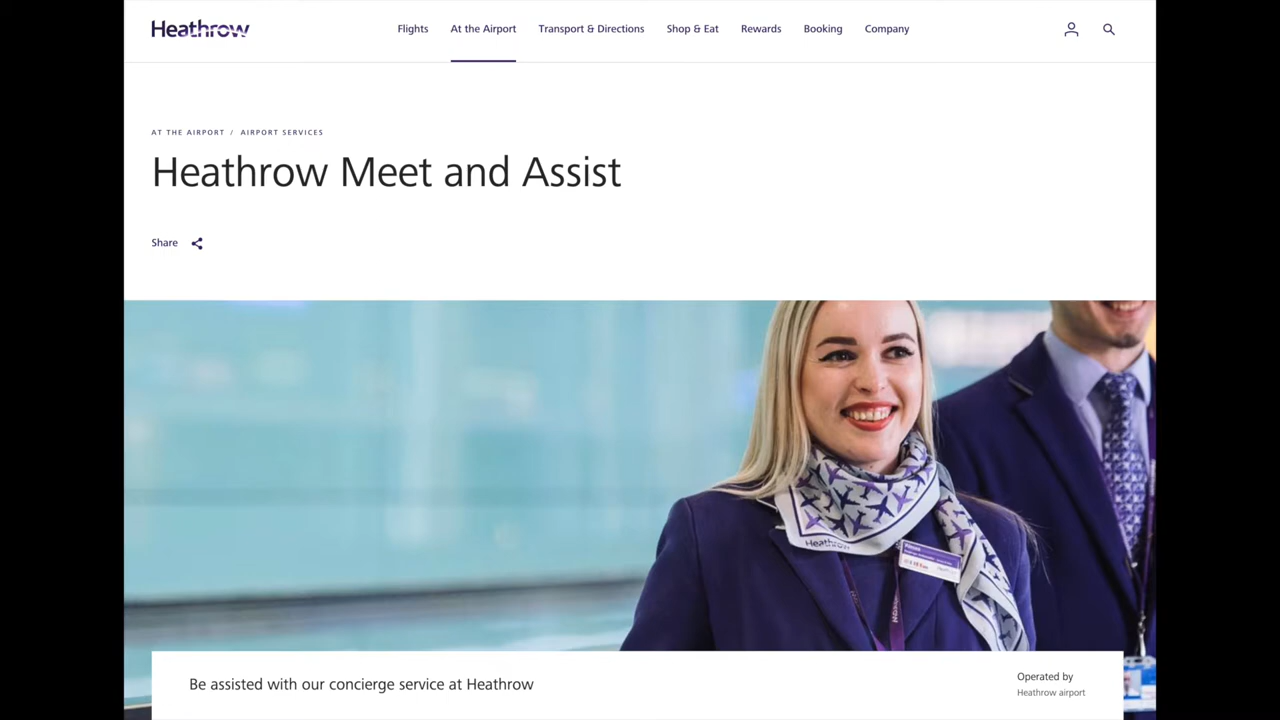 Heathrow
Flights
At the Airport
Transport & Directions
Shop & Eat
Rewards
Booking
Company
AT THE AIRPORT / AIRPORT SERVICES
Heathrow Meet and Assist
Share
Heathrow
Be assisted with our concierge service at Heathrow
Operated by
Heathrow airport